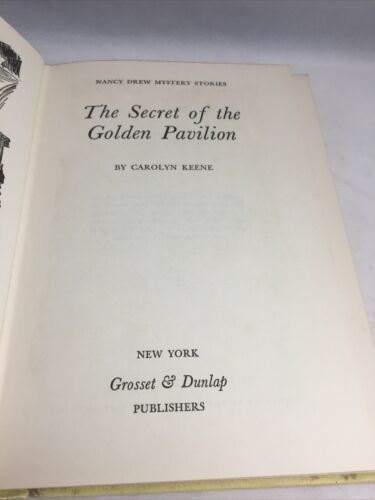 NANCY DREW MYSTERY STORIES
The Secret of the
Golden Pavilion
BY CAROLYN KEENE
NEW YORK
Grosset & Dunlap
PUBLISHERS